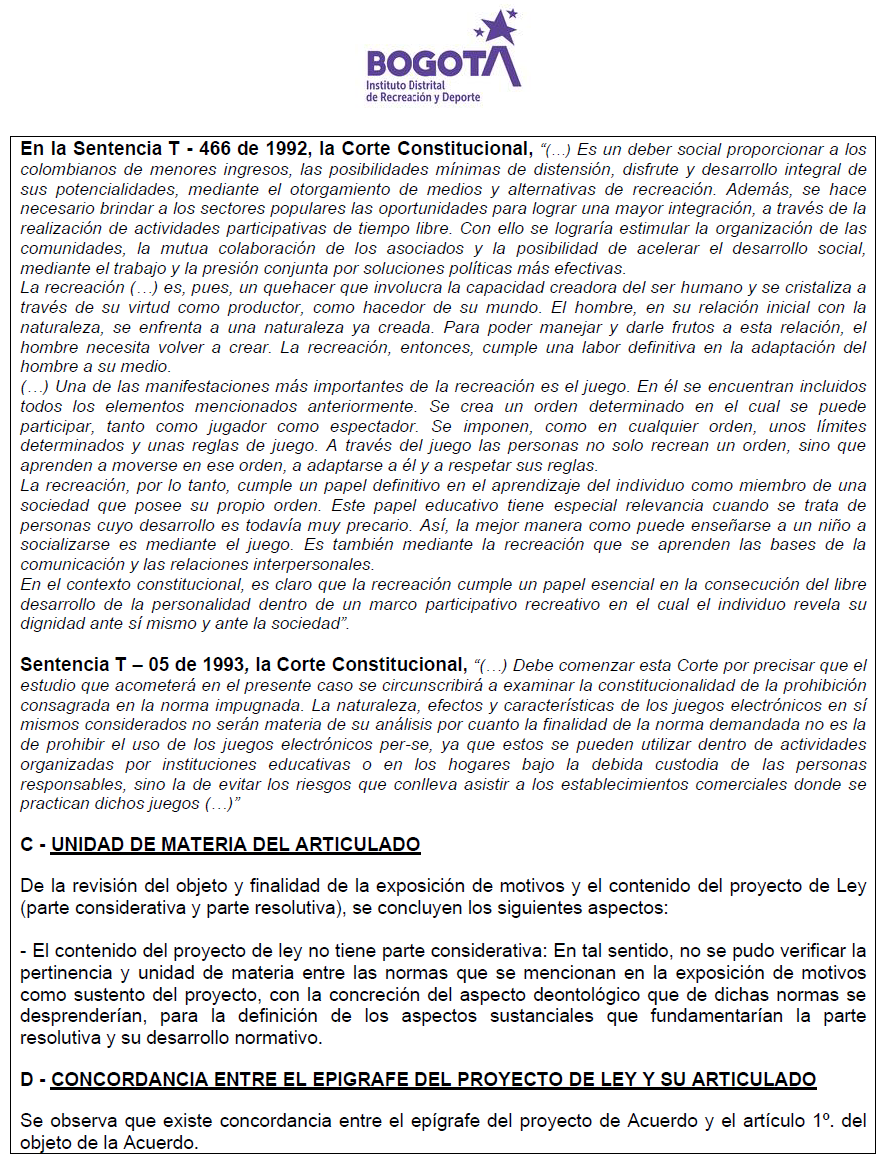 BOGOTÁ
Instituto Distrital
de Recreación y Deporte
En la Sentencia T - 466 de 1992, la Corte Constitucional, “(…) Es un deber social proporcionar a los
colombianos de menores ingresos, las posibilidades mínimas de distensión, disfrute y desarrollo integral de
sus potencialidades, mediante el otorgamiento de medios y alternativas de recreación. Además, se hace
necesario brindar a los sectores populares las oportunidades para lograr una mayor integración, a través de la
realización de actividades participativas de tiempo libre. Con ello se lograría estimular la organización de las
comunidades, la mutua colaboración de los asociados y la posibilidad de acelerar el desarrollo social,
mediante el trabajo y la presión conjunta por soluciones políticas más efectivas.
La recreación (…) es, pues, un quehacer que involucra la capacidad creadora del ser humano y se cristaliza a
través de su virtud como productor, como hacedor de su mundo. El hombre, en su relación inicial con la
naturaleza, se enfrenta a una naturaleza ya creada. Para poder manejar y darle frutos a esta relación, el
hombre necesita volver a crear. La recreación, entonces, cumple una labor definitiva en la adaptación del
hombre a su medio.
(…) Una de las manifestaciones más importantes de la recreación es el juego. En él se encuentran incluidos
todos los elementos mencionados anteriormente. Se crea un orden determinado en el cual se puede
participar, tanto como jugador como espectador. Se imponen, como en cualquier orden, unos límites
determinados y unas reglas de juego. A través del juego las personas no solo recrean un orden, sino que
aprenden a moverse en ese orden, a adaptarse a él y a respetar sus reglas.
La recreación, por lo tanto, cumple un papel definitivo en el aprendizaje del individuo como miembro de una
sociedad que posee su propio orden. Este papel educativo tiene especial relevancia cuando se trata de
personas cuyo desarrollo es todavía muy precario. Así, la mejor manera como puede enseñarse a un niño a
socializarse es mediante el juego. Es también mediante la recreación que se aprenden las bases de la
comunicación y las relaciones interpersonales.
En el contexto constitucional, es claro que la recreación cumple un papel esencial en la consecución del libre
desarrollo de la personalidad dentro de un marco participativo recreativo en el cual el individuo revela su
dignidad ante sí mismo y ante la sociedad”.
Sentencia T – 05 de 1993, la Corte Constitucional, “(…) Debe comenzar esta Corte por precisar que el
estudio que acometerá en el presente caso se circunscribirá a examinar la constitucionalidad de la prohibición
consagrada en la norma impugnada. La naturaleza, efectos y características de los juegos electrónicos en sí
mismos considerados no serán materia de su análisis por cuanto la finalidad de la norma demandada no es la
de prohibir el uso de los juegos electrónicos per-se, ya que estos se pueden utilizar dentro de actividades
organizadas por instituciones educativas o en los hogares bajo la debida custodia de las personas
responsables, sino la de evitar los riesgos que conlleva asistir a los establecimientos comerciales donde se
practican dichos juegos (…)”
C - UNIDAD DE MATERIA DEL ARTICULADO
De la revisión del objeto y finalidad de la exposición de motivos y el contenido del proyecto de Ley
(parte considerativa y parte resolutiva), se concluyen los siguientes aspectos:
- El contenido del proyecto de ley no tiene parte considerativa: En tal sentido, no se pudo verificar la
pertinencia y unidad de materia entre las normas que se mencionan en la exposición de motivos
como sustento del proyecto, con la concreción del aspecto deontológico que de dichas normas se
desprenderían, para la definición de los aspectos sustanciales que fundamentarían la parte
resolutiva y su desarrollo normativo.
D - CONCORDANCIA ENTRE EL EPIGRAFE DEL PROYECTO DE LEY Y SU ARTICULADO
Se observa que existe concordancia entre el epígrafe del proyecto de Acuerdo y el artículo 1º. del
objeto de la Acuerdo.